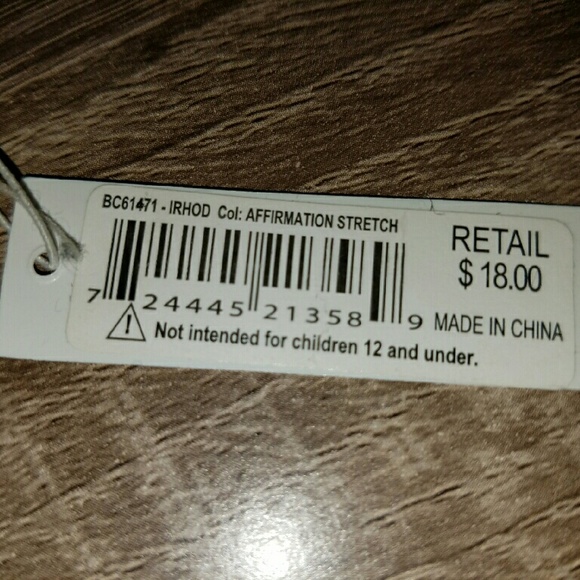 BC61471 - IRHOD Col: AFFIRMATION STRETCH
RETAIL
$ 18.00
7 24445 21358 9
MADE IN CHINA
Not intended for children 12 and under.